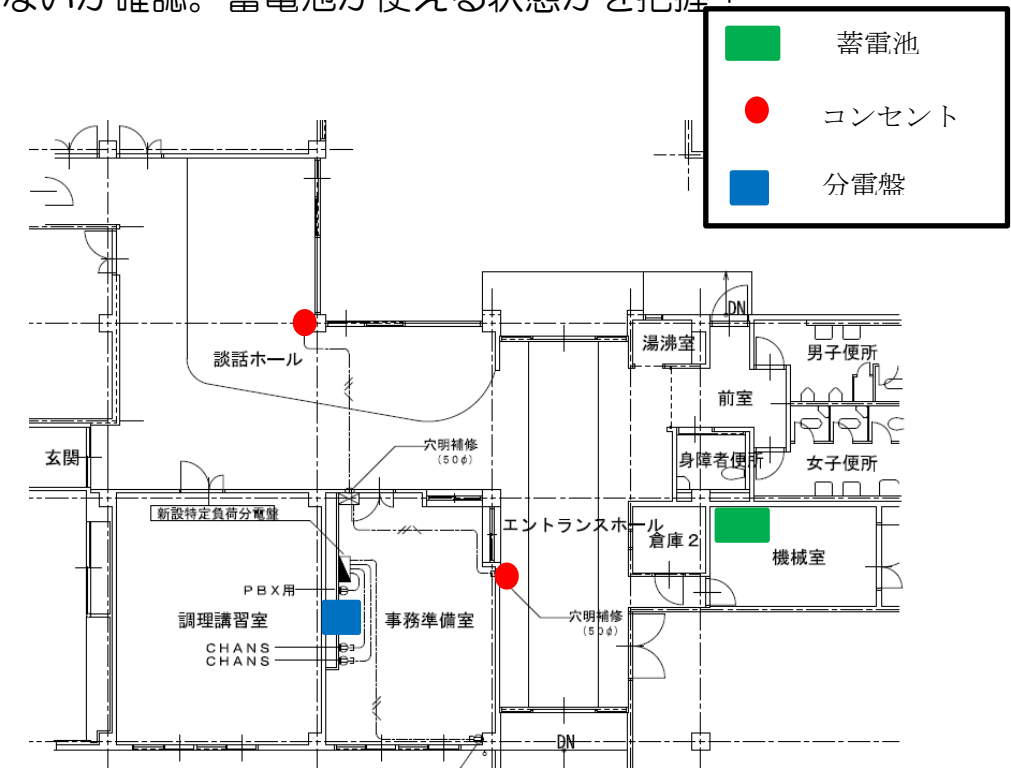 ないか確認。蓄電池が使える状態かを把握
蓄電池
コンセント
分電盤
DN
湯沸室
男子便所
談話ホール
前室
穴明補修
(50φ)
玄関
身障者便所
女子便所
新設特定負荷分電盤
エントランスホール
倉庫2
機械室
PBX用
調理講習室
事務準備室
穴明補修
(50φ)
CHANS
CHANS
DN